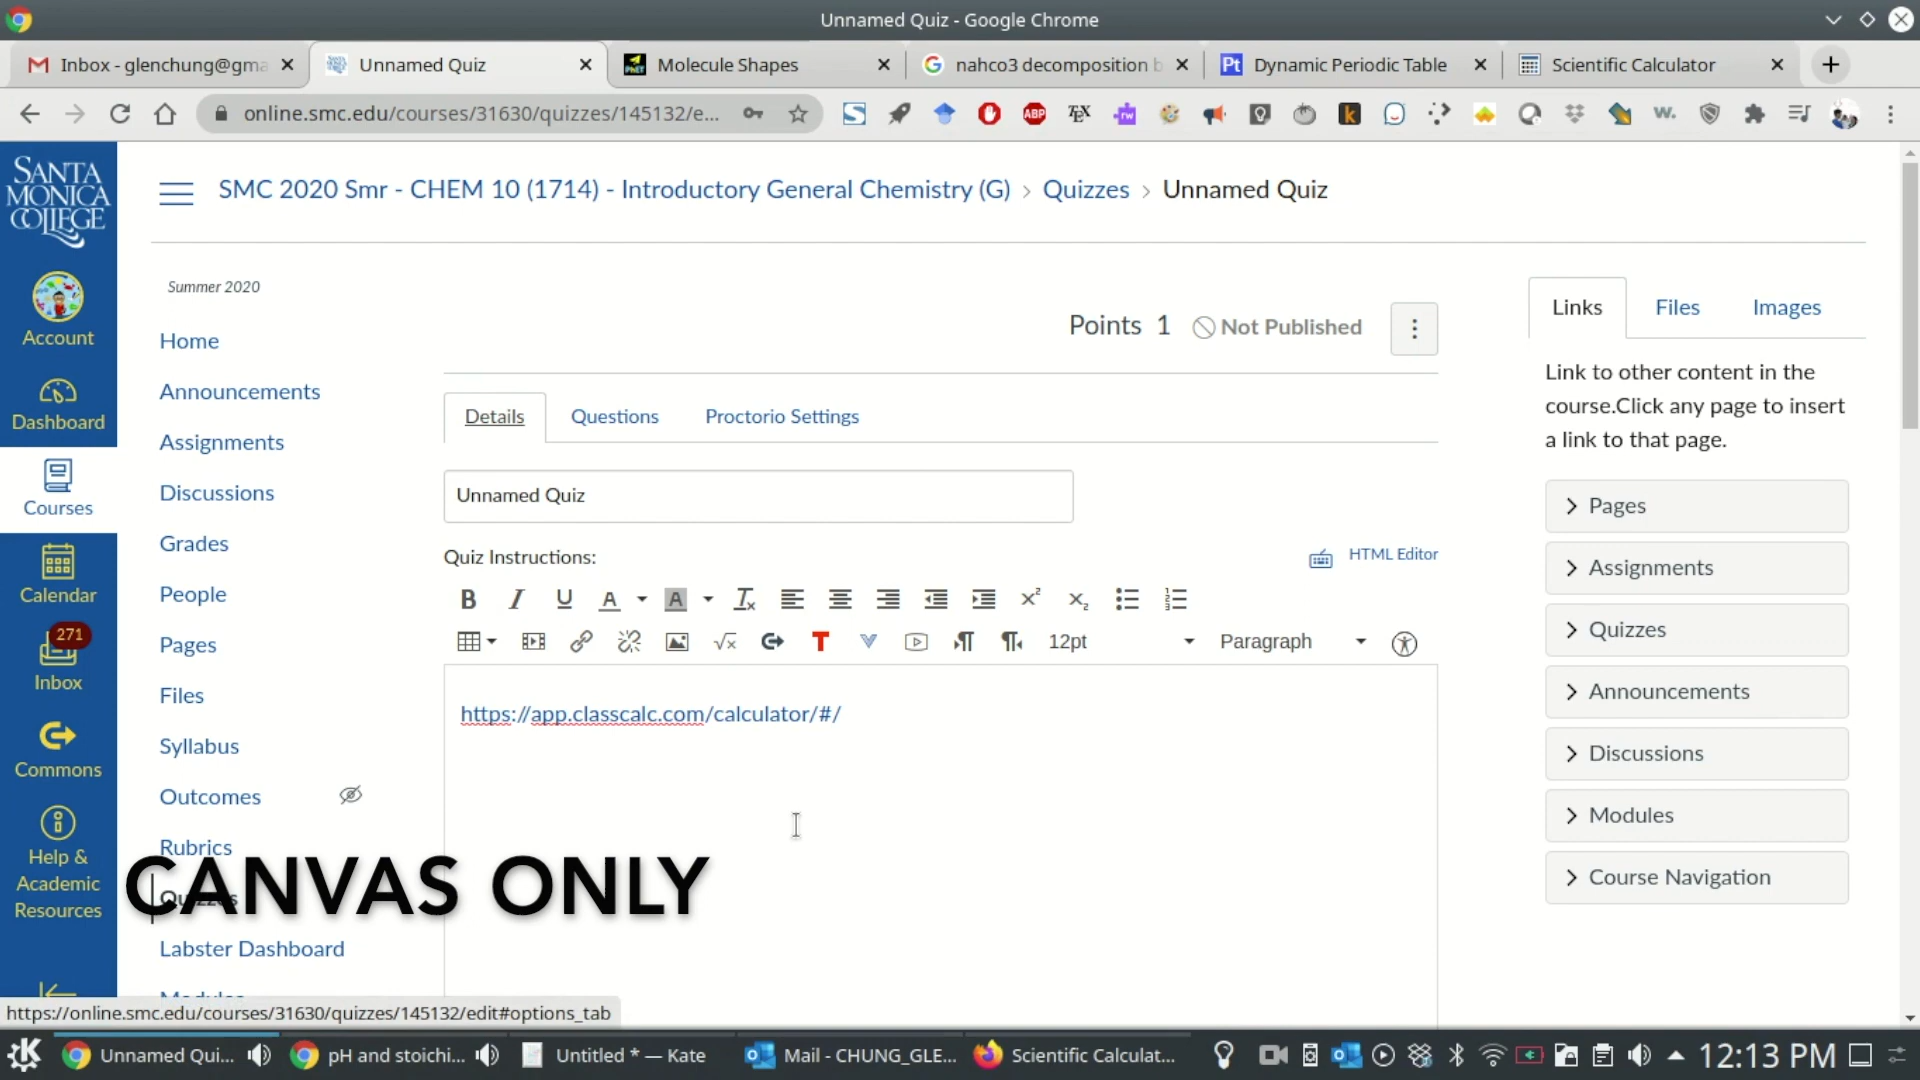 Unnamed Quiz - Google Chrome
Inbox - glenchung@gma
Unnamed Quiz
Molecule Shapes
nahco3 decomposition b
Pt Dynamic Periodic Table
Scientific Calculator
online.smc.edu/courses/31630/quizzes/145132/e...
SANTA
MONICA
COLLEGE
Account
Dashboard
Courses
Calendar
271
Inbox
Commons
Help &
Academic
Resources
SMC 2020 Smr - CHEM 10 (1714) - Introductory General Chemistry (G) > Quizzes > Unnamed Quiz
Summer 2020
Home
Announcements
Assignments
Discussions
Grades
People
Pages
Files
Syllabus
Outcomes
Rubrics
Quizzes
Labster Dashboard
Modules
Points 1 Not Published
Details Questions Proctorio Settings
Unnamed Quiz
Quiz Instructions:
HTML Editor
12pt
Paragraph
https://app.classcalc.com/calculator/#/
Links Files Images
Link to other content in the
course.Click any page to insert
a link to that page.
Pages
Assignments
Quizzes
Announcements
Discussions
Modules
Course Navigation
CANVAS ONLY
https://online.smc.edu/courses/31630/quizzes/145132/edit#options_tab
Unnamed Qui...
pH and stoichi...
Untitled * — Kate
Mail - CHUNG_GLE...
Scientific Calculat...
12:13 PM